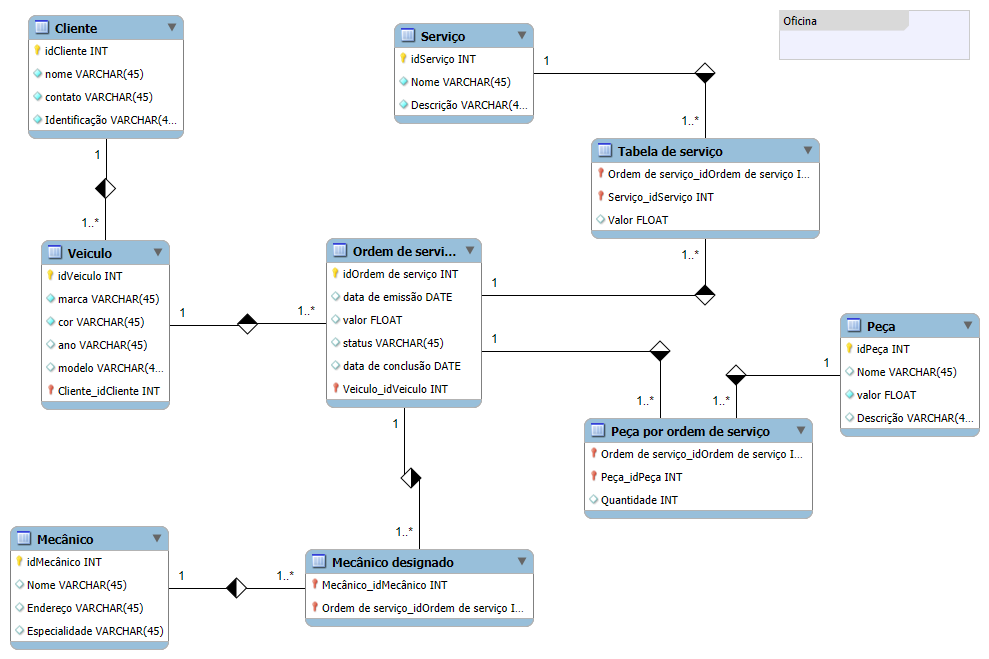 Oficina
Cliente
idCliente INT
nome VARCHAR(45)
contato VARCHAR(45)
Identificação VARCHAR(4...
1
1..*
Serviço
idServiço INT
Nome VARCHAR(45)
Descrição VARCHAR(4...
1
1..*
Tabela de serviço
Ordem de serviço_idOrdem de serviço I...
Serviço_idServiço INT
Valor FLOAT
1..*
Veiculo
idVeiculo INT
marca VARCHAR(45)
cor VARCHAR(45)
ano VARCHAR(45)
modelo VARCHAR(4...
Cliente_idCliente INT
1
1..*
Ordem de servi...
idOrdem de serviço INT
data de emissão DATE
valor FLOAT
status VARCHAR(45)
data de conclusão DATE
Veiculo_idVeiculo INT
1
1
1
Peça
idPeça INT
Nome VARCHAR(45)
valor FLOAT
Descrição VARCHAR(4...
1
1..*
1..*
Peça por ordem de serviço
Ordem de serviço_idOrdem de serviço I...
Peça_idPeça INT
Quantidade INT
Mecânico
idMecânico INT
Nome VARCHAR(45)
Endereço VARCHAR(45)
Especialidade VARCHAR(45)
1
1..*
1..*
Mecânico designado
Mecânico_idMecânico INT
Ordem de serviço_idOrdem de serviço I...